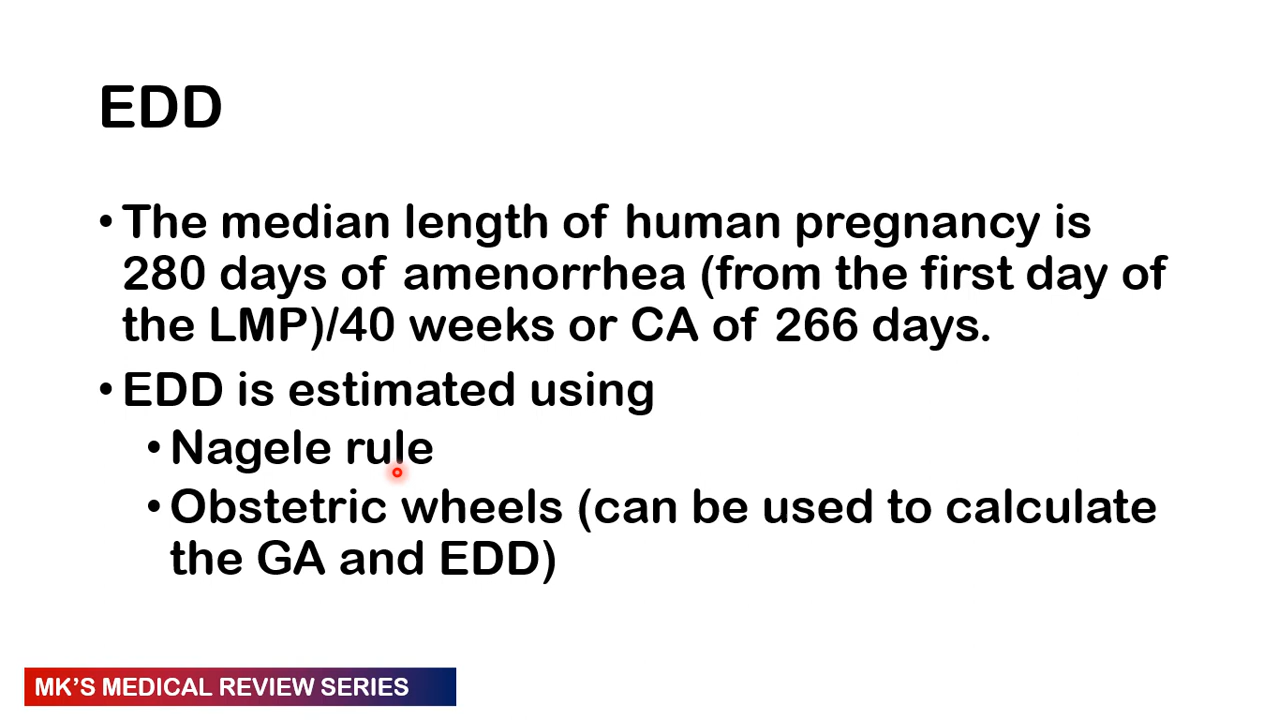 EDD
• The median length of human pregnancy is
280 days of amenorrhea (from the first day of
the LMP)/40 weeks or CA of 266 days.
• EDD is estimated using
• Nagele rule
• Obstetric wheels (can be used to calculate
the GA and EDD)
MK’S MEDICAL REVIEW SERIES